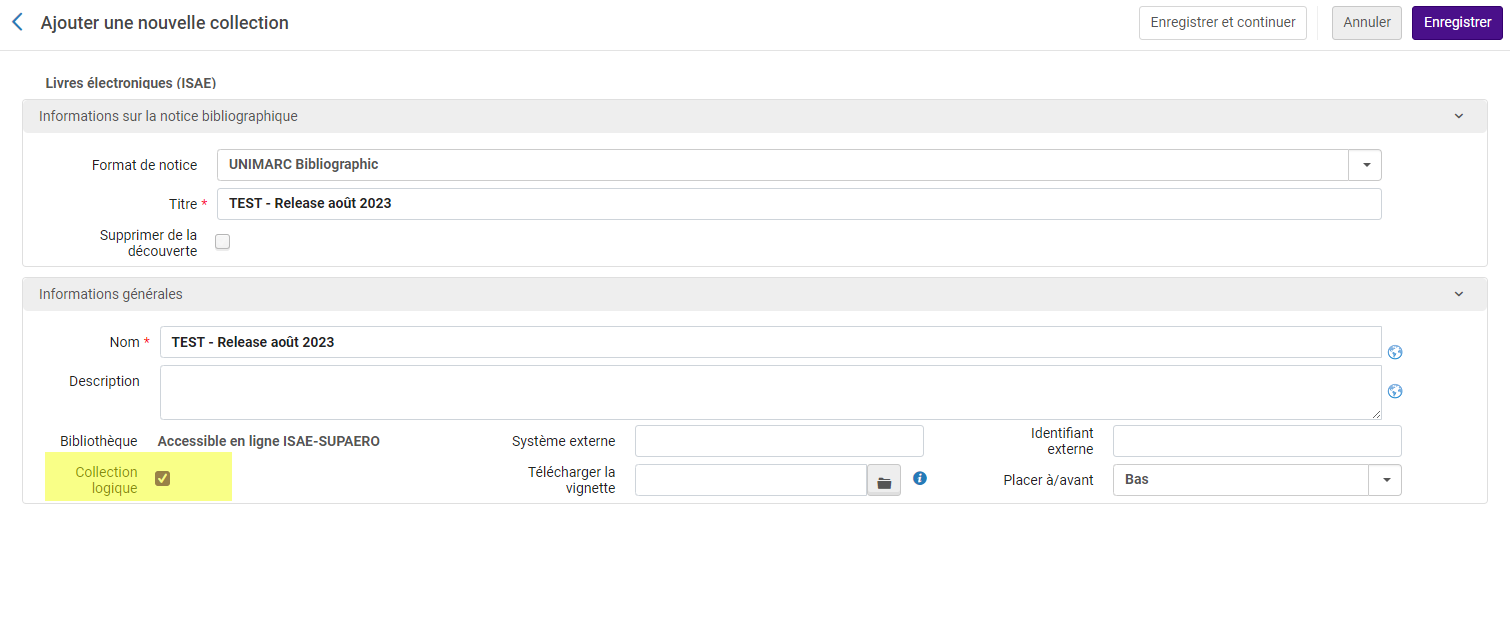 Ajouter une nouvelle collection
Enregistrer et continuer
Annuler
Enregistrer
Livres électroniques (ISAE)
Informations sur la notice bibliographique
Format de notice
UNIMARC Bibliographic
Titre *
TEST - Release août 2023
Supprimer de la
découverte
Informations générales
Nom *
TEST - Release août 2023
Description
Bibliothèque
Accessible en ligne ISAE-SUPAERO
Système externe
Identifiant
externe
Collection
logique
Télécharger la
vignette
Placer à/avant
Bas